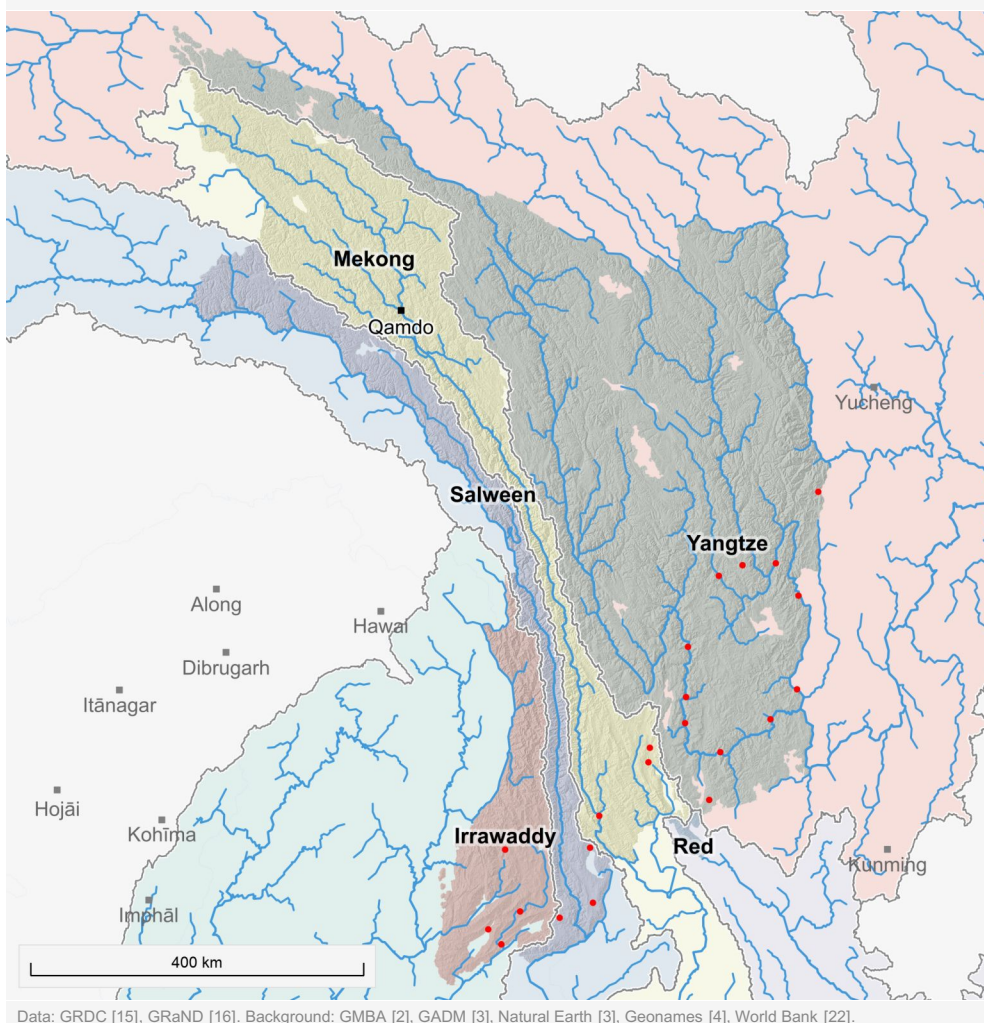 Mekong
Qamdo
Yucheng
Salween
Yangtze
Along
Hawai
Dibrugarh
Itānagar
Hojāi
Kohīma
Irrawaddy
Red
Kunming
Imphāl
400 km
Data: GRDC [15], GRanD [16]. Background: GMBA [2], GADM [3], Natural Earth [3], Geonames [4], World Bank [22].